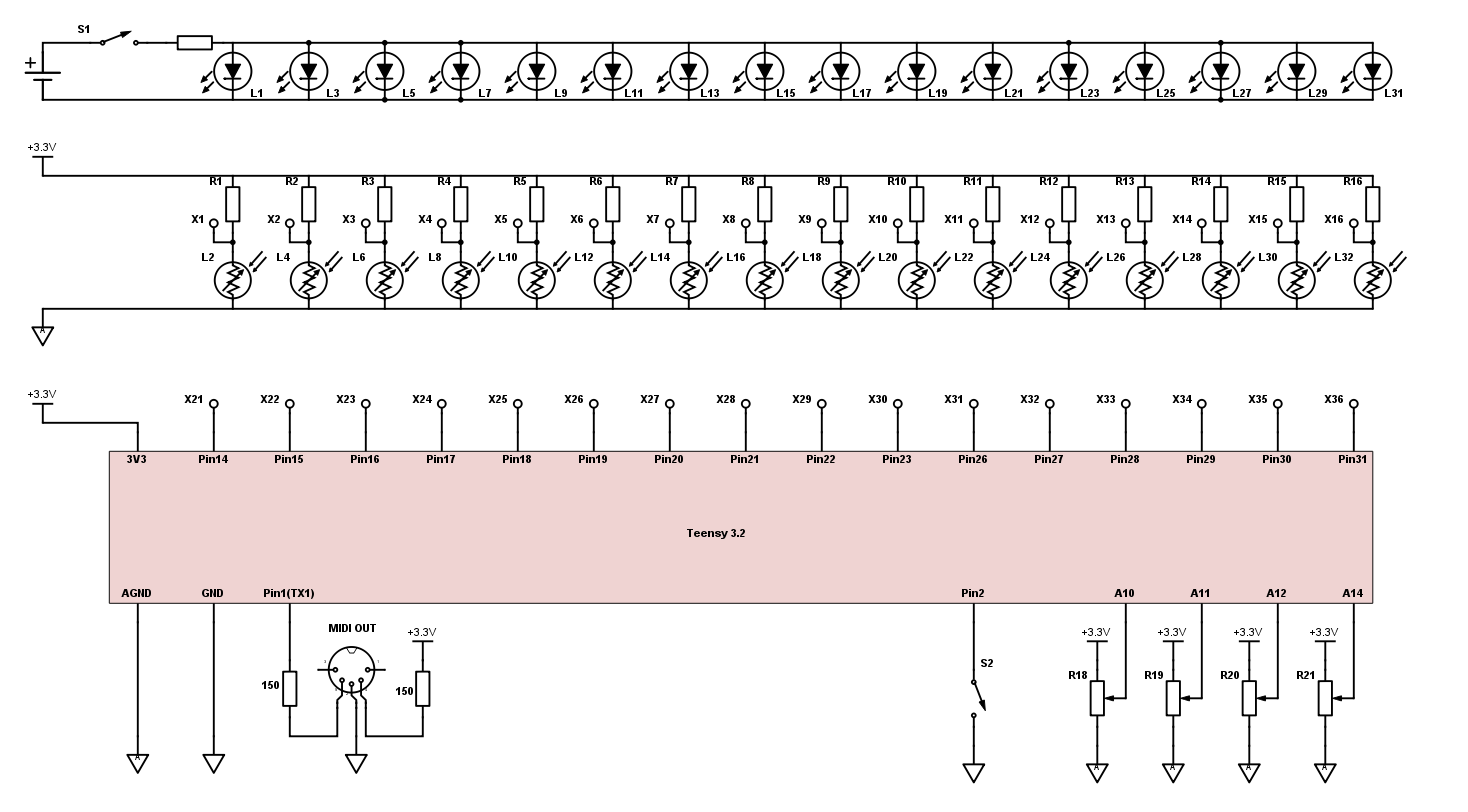 S1
+
L1 L3 L5 L7 L9 L11 L13 L15 L17 L19 L21 L23 L25 L27 L29 L31
+3.3V
R1 R2 R3 R4 R5 R6 R7 R8 R9 R10 R11 R12 R13 R14 R15 R16
X1 X2 X3 X4 X5 X6 X7 X8 X9 X10 X11 X12 X13 X14 X15 X16
L2 L4 L6 L8 L10 L12 L14 L16 L18 L20 L22 L24 L26 L28 L30 L32
A
+3.3V
X21 X22 X23 X24 X25 X26 X27 X28 X29 X30 X31 X32 X33 X34 X35 X36
3V3 Pin14 Pin15 Pin16 Pin17 Pin18 Pin19 Pin20 Pin21 Pin22 Pin23 Pin26 Pin27 Pin28 Pin29 Pin30 Pin31
Teensy 3.2
AGND GND Pin1(TX1) Pin2 A10 A11 A12 A14
MIDI OUT +3.3V +3.3V +3.3V +3.3V +3.3V
S2
R18 R19 R20 R21
150 150
A A A A A